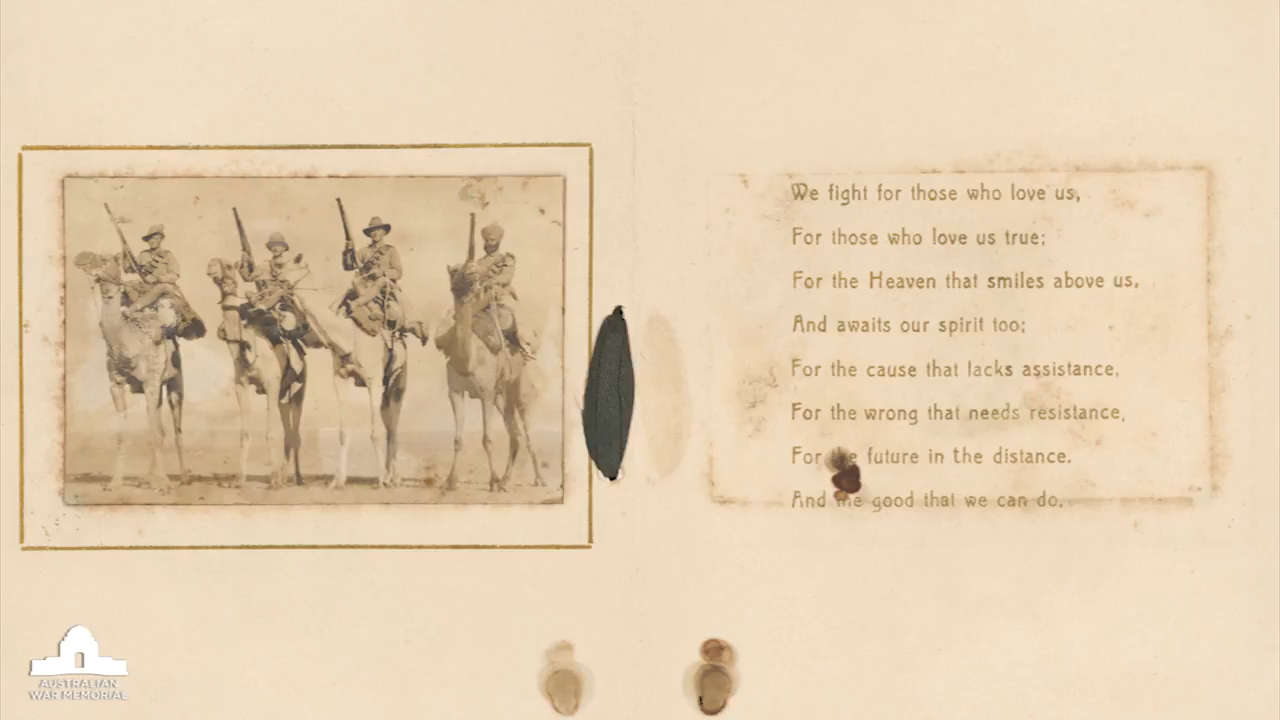 We fight for those who love us,
For those who love us true;
For the Heaven that smiles above us,
And awaits our spirit too;
For the cause that lacks assistance,
For the wrong that needs resistance,
For the future in the distance.
And the good that we can do.
AUSTRALIAN
WAR MEMORIAL